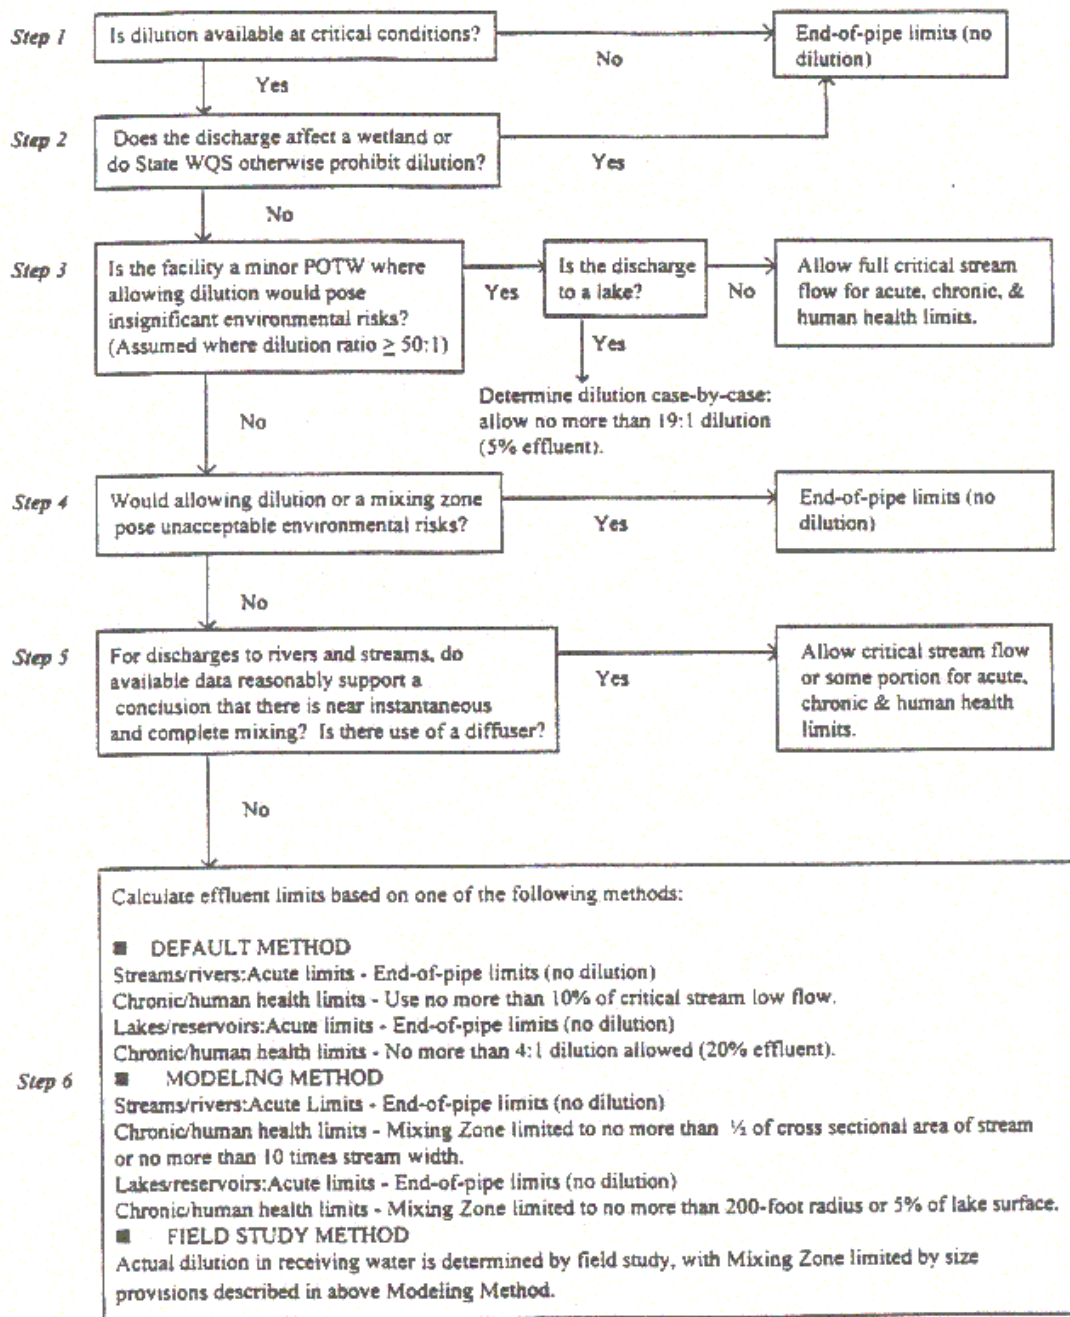 Step 1
Is dilution available at critical conditions?
No
End-of-pipe limits (no
dilution)
Yes
Step 2
Does the discharge affect a wetland or
do State WQS otherwise prohibit dilution?
Yes
No
Step 3
Is the facility a minor POTW where
allowing dilution would pose
insignificant environmental risks?
(Assumed where dilution ratio ≥ 50:1)
Yes
Is the discharge
to a lake?
No
Allow full critical stream
flow for acute, chronic, &
human health limits.
Yes
Determine dilution case-by-case:
allow no more than 19:1 dilution
(5% effluent).
No
Step 4
Would allowing dilution or a mixing zone
pose unacceptable environmental risks?
Yes
End-of-pipe limits (no
dilution)
No
Step 5
For discharges to rivers and streams, do
available data reasonably support a
conclusion that there is near instantaneous
and complete mixing? Is there use of a diffuser?
Yes
Allow critical stream flow
or some portion for acute,
chronic & human health
limits.
No
Step 6
Calculate effluent limits based on one of the following methods:
■ DEFAULT METHOD
Streams/rivers:Acute limits - End-of-pipe limits (no dilution)
Chronic/human health limits - Use no more than 10% of critical stream low flow.
Lakes/reservoirs:Acute limits - End-of-pipe limits (no dilution)
Chronic/human health limits - No more than 4:1 dilution allowed (20% effluent).
■ MODELING METHOD
Streams/rivers:Acute Limits - End-of-pipe limits (no dilution)
Chronic/human health limits - Mixing Zone limited to no more than ½ of cross sectional area of stream
or no more than 10 times stream width.
Lakes/reservoirs:Acute limits - End-of-pipe limits (no dilution)
Chronic/human health limits - Mixing Zone limited to no more than 200-foot radius or 5% of lake surface.
■ FIELD STUDY METHOD
Actual dilution in receiving water is determined by field study, with Mixing Zone limited by size
provisions described in above Modeling Method.